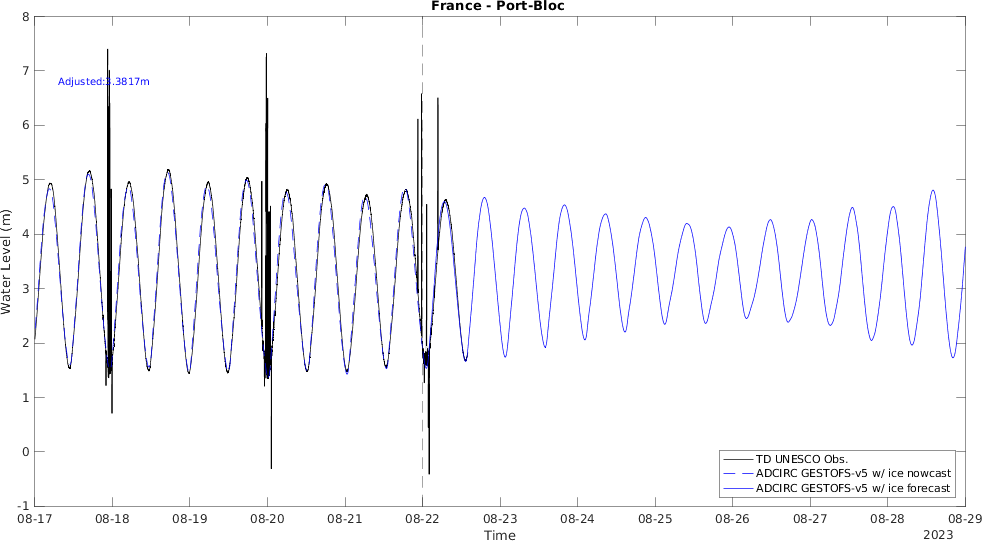 France - Port-Bloc
8
7
6
5
4
3
2
1
0
-1
Water Level (m)
Adjusted:3.3817m
TD UNESCO Obs.
ADCIRC GESTOFS-v5 w/ ice nowcast
ADCIRC GESTOFS-v5 w/ ice forecast
08-17 08-18 08-19 08-20 08-21 08-22 08-23 08-24 08-25 08-26 08-27 08-28 08-29
Time
2023